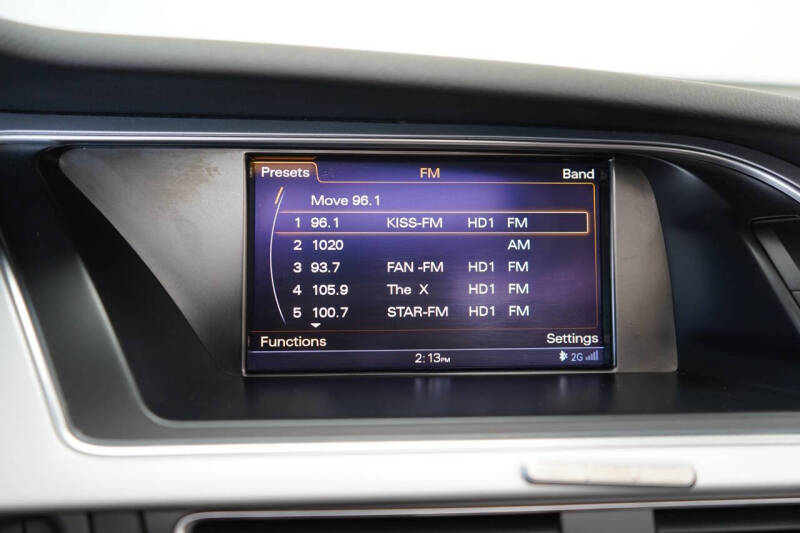 Presets FM Band
Move 96.1
1 96.1 KISS-FM HD1 FM
2 1020 AM
3 93.7 FAN -FM HD1 FM
4 105.9 The X HD1 FM
5 100.7 STAR-FM HD1 FM
Functions Settings
2:13PM 2G